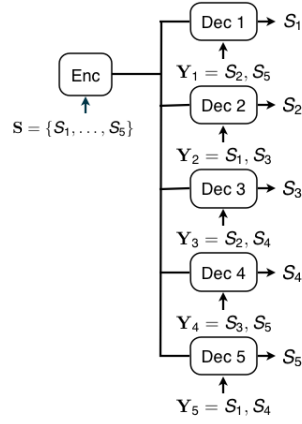 Dec 1 S₁
Enc
Y₁ = S₂, S₅
Dec 2 S₂
S = {S₁, . . . , S₅}
Y₂ = S₁, S₃
Dec 3 S₃
Y₃ = S₂, S₄
Dec 4 S₄
Y₄ = S₃, S₅
Dec 5 S₅
Y₅ = S₁, S₄